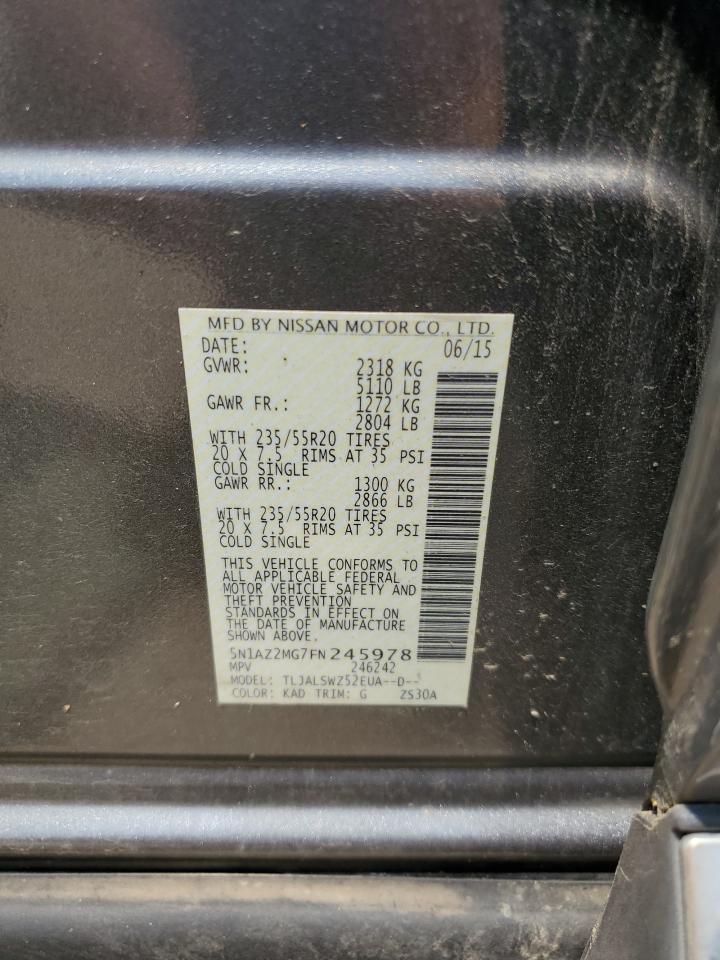 MFD BY NISSAN MOTOR CO., LTD.
DATE: 06/15
GVWR: 2318 KG
5110 LB
GAWR FR.: 1272 KG
2804 LB
WITH 235/55R20 TIRES
20 X 7.5 RIMS AT 35 PSI
COLD SINGLE
GAWR RR.: 1300 KG
2866 LB
WITH 235/55R20 TIRES
20 X 7.5 RIMS AT 35 PSI
COLD SINGLE
THIS VEHICLE CONFORMS TO
ALL APPLICABLE FEDERAL
MOTOR VEHICLE SAFETY AND
THEFT PREVENTION
STANDARDS IN EFFECT ON
THE DATE OF MANUFACTURE
SHOWN ABOVE.
5N1AZ2MG7FN245978
MPV 246242
MODEL: TLJALSWZ52EUA--D--
COLOR: KAD TRIM: G ZS30A